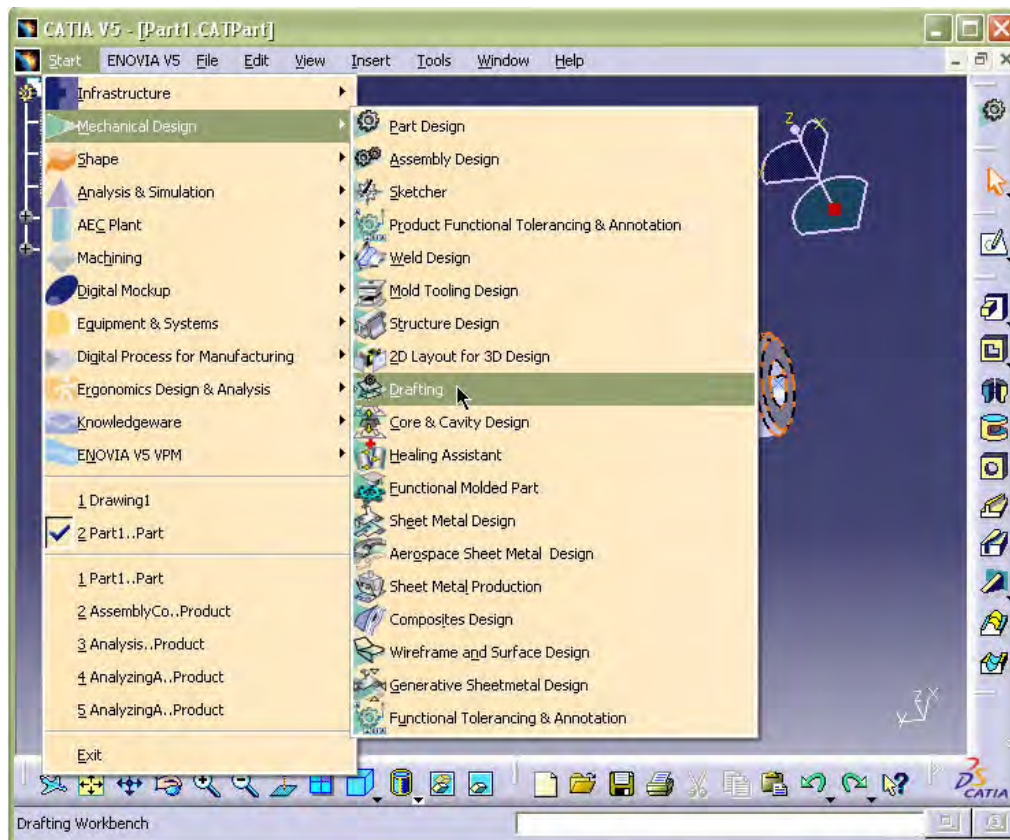 CATIA V5 - [Part1.CATPart]
Start ENOVIA V5 File Edit View Insert Tools Window Help
Infrastructure
Mechanical Design
Shape
Analysis & Simulation
AEC Plant
Machining
Digital Mockup
Equipment & Systems
Digital Process for Manufacturing
Ergonomics Design & Analysis
Knowledgeware
ENOVIA V5 VPM
1 Drawing1
2 Part1..Part
1 Part1..Part
2 AssemblyCo..Product
3 Analysis..Product
4 AnalyzingA..Product
5 AnalyzingA..Product
Exit
Part Design
Assembly Design
Sketcher
Product Functional Tolerancing & Annotation
Weld Design
Mold Tooling Design
Structure Design
2D Layout for 3D Design
Drafting
Core & Cavity Design
Healing Assistant
Functional Molded Part
Sheet Metal Design
Aerospace Sheet Metal Design
Sheet Metal Production
Composites Design
Wireframe and Surface Design
Generative Sheetmetal Design
Functional Tolerancing & Annotation
z
x
z
x
y
CATIA
Drafting Workbench